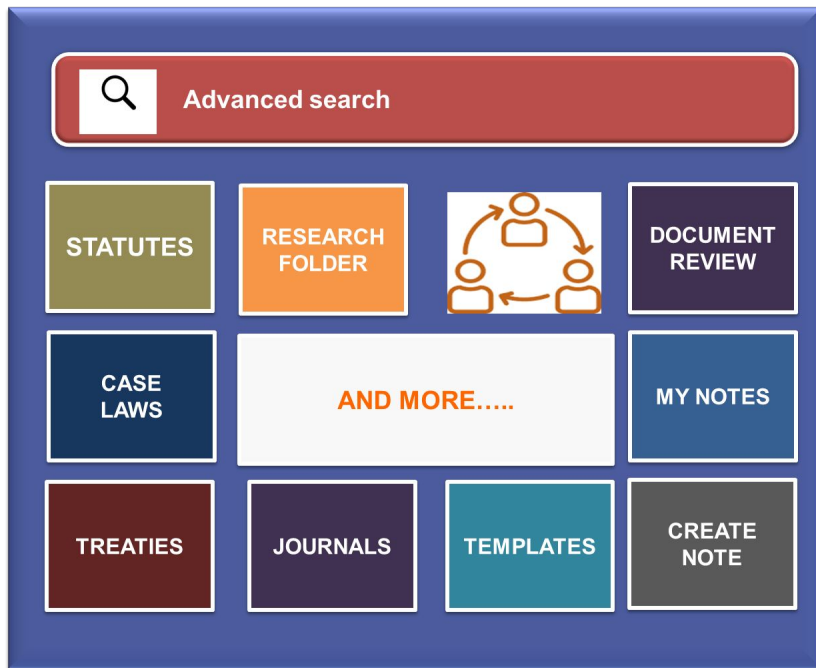 Advanced search
STATUTES
RESEARCH
FOLDER
DOCUMENT
REVIEW
CASE
LAWS
AND MORE…..
MY NOTES
TREATIES
JOURNALS
TEMPLATES
CREATE
NOTE